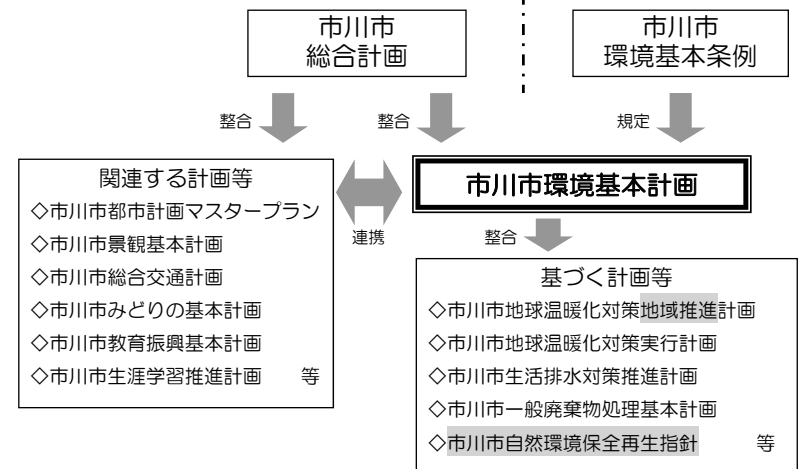 市川市
総合計画
市川市
環境基本条例
整合
整合
規定
関連する計画等
◇市川市都市計画マスタープラン
◇市川市景観基本計画
◇市川市総合交通計画
◇市川市みどりの基本計画
◇市川市教育振興基本計画
◇市川市生涯学習推進計画 等
連携
市川市環境基本計画
整合
基づく計画等
◇市川市地球温暖化対策地域推進計画
◇市川市地球温暖化対策実行計画
◇市川市生活排水対策推進計画
◇市川市一般廃棄物処理基本計画
◇市川市自然環境保全再生指針 等